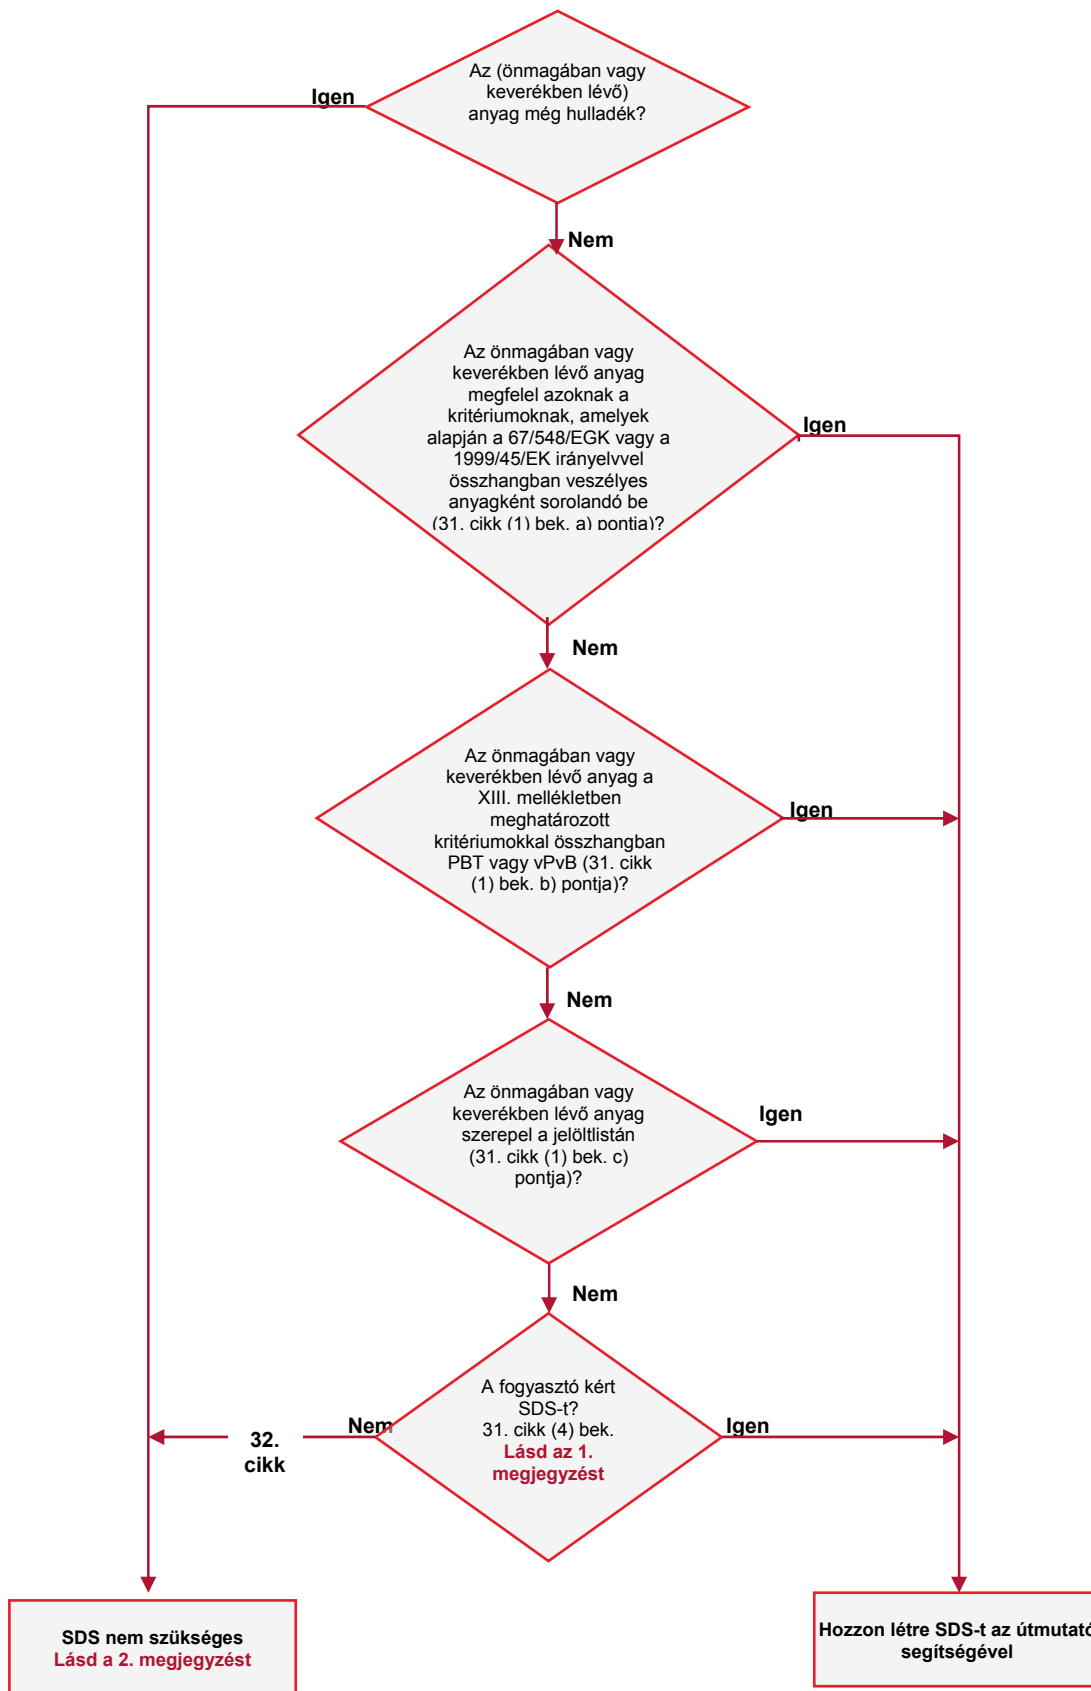 Az (önmagában vagy
keverékben lévő)
anyag még hulladék?
Igen
Nem
Az önmagában vagy
keverékben lévő anyag
megfelel azoknak a
kritériumoknak, amelyek
alapján a 67/548/EGK vagy a
1999/45/EK irányelvvel
összhangban veszélyes
anyagként sorolandó be
(31. cikk (1) bek. a) pontja)?
Igen
Nem
Az önmagában vagy
keverékben lévő anyag a
XIII. mellékletben
meghatározott
kritériumokkal összhangban
PBT vagy vPvB (31. cikk
(1) bek. b) pontja)?
Igen
Nem
Az önmagában vagy
keverékben lévő anyag
szerepel a jelöltlistán
(31. cikk (1) bek. c)
pontja)?
Igen
Nem
A fogyasztó kért
SDS-t?
31. cikk (4) bek.
Lásd az 1.
megjegyzést
Nem
Igen
32.
cikk
SDS nem szükséges
Lásd a 2. megjegyzést
Hozzon létre SDS-t az útmutató
segítségével